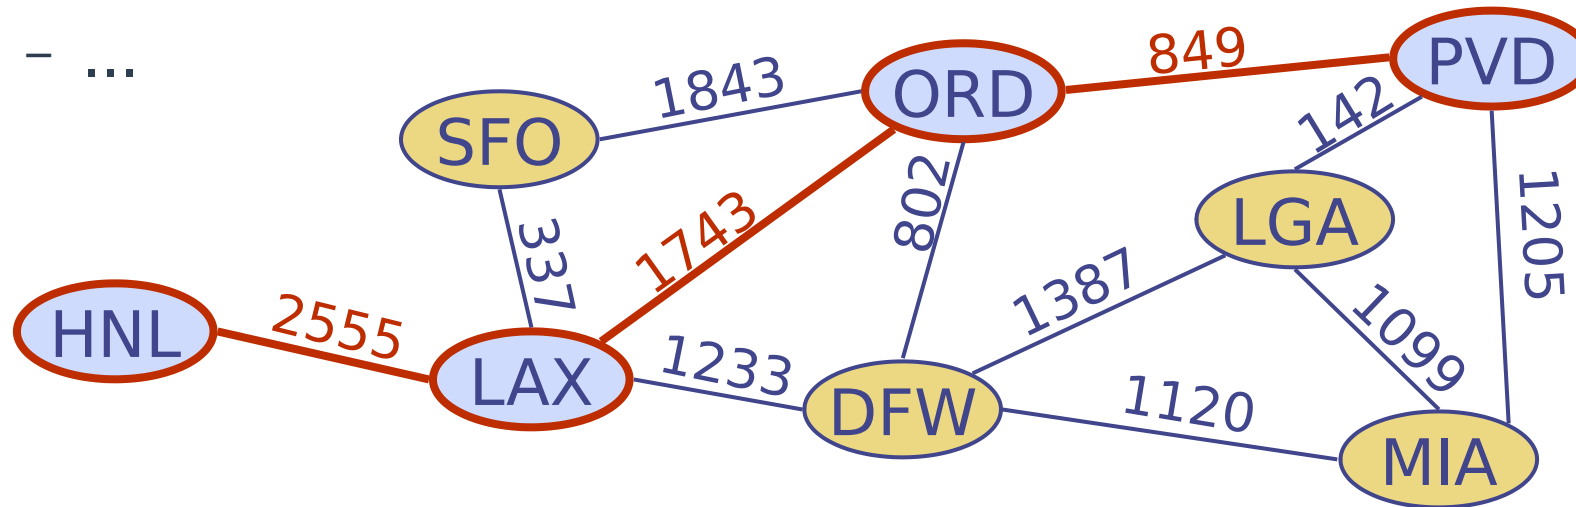 – ...
SFO
1843
ORD
849
PVD
142
337
1743
802
LGA
1205
HNL
2555
LAX
1233
DFW
1387
1099
1120
MIA